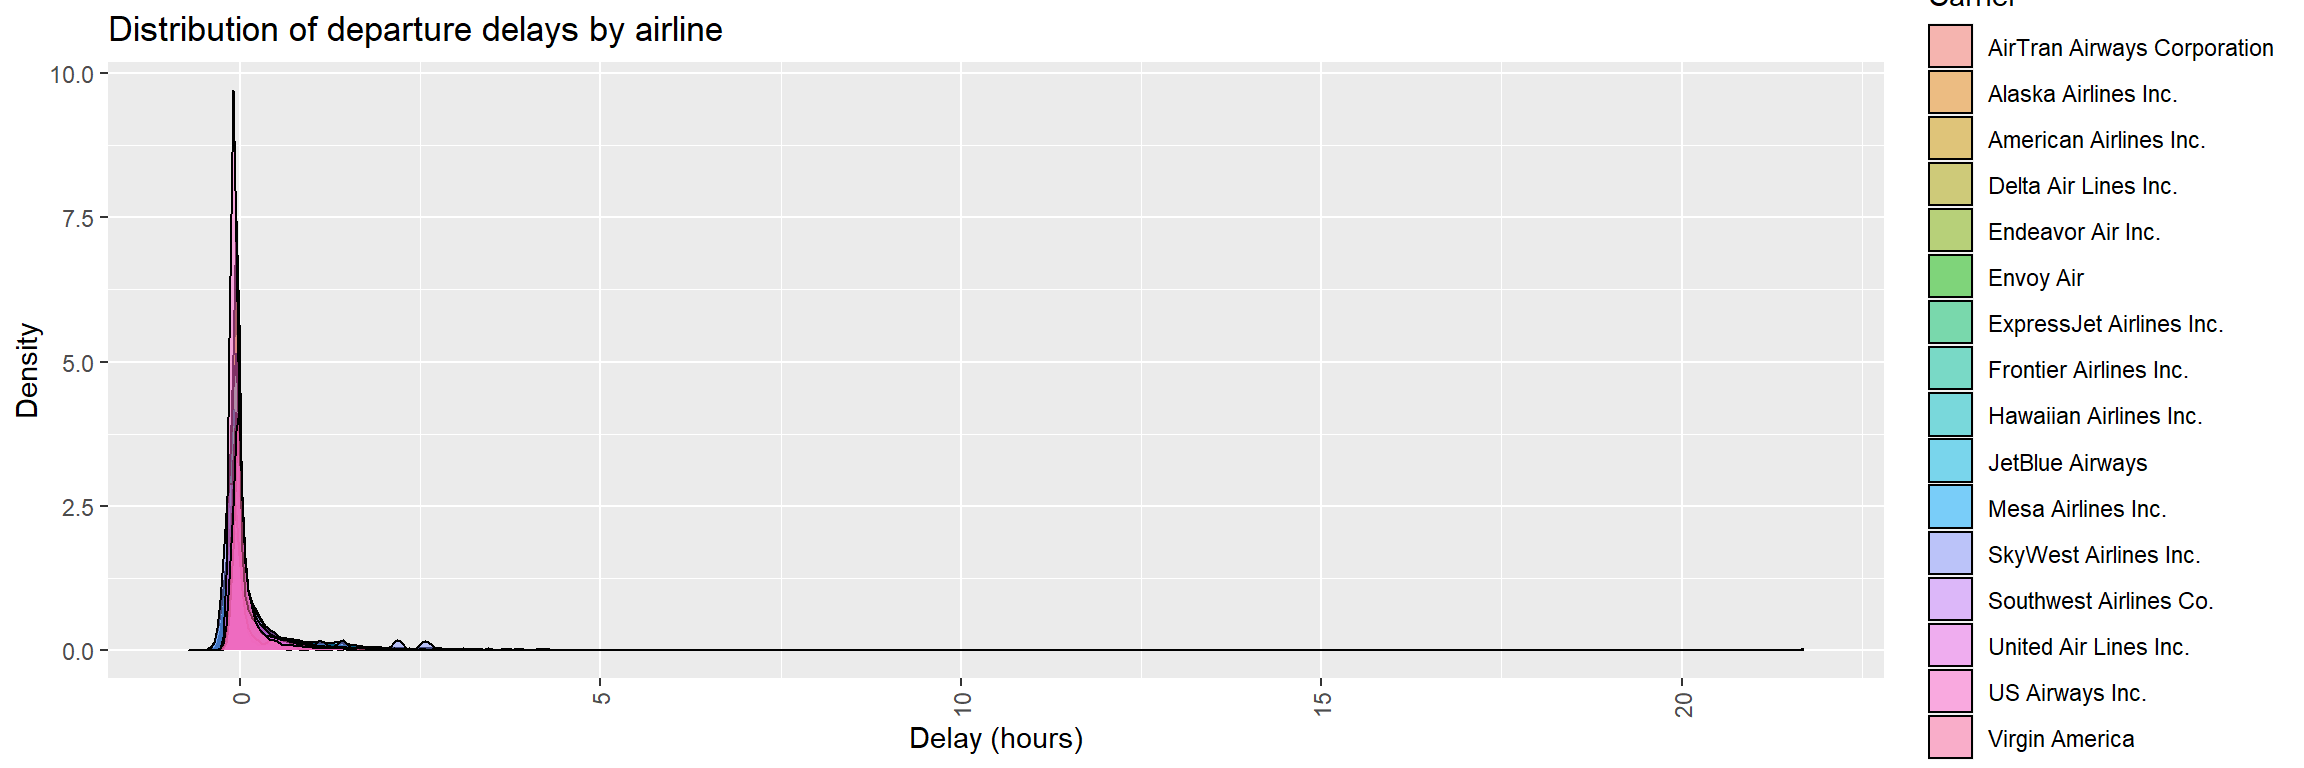 Distribution of departure delays by airline
10.0
7.5
5.0
2.5
0.0
Density
0
5
10
15
20
Delay (hours)
Carrier
AirTran Airways Corporation
Alaska Airlines Inc.
American Airlines Inc.
Delta Air Lines Inc.
Endeavor Air Inc.
Envoy Air
ExpressJet Airlines Inc.
Frontier Airlines Inc.
Hawaiian Airlines Inc.
JetBlue Airways
Mesa Airlines Inc.
SkyWest Airlines Inc.
Southwest Airlines Co.
United Air Lines Inc.
US Airways Inc.
Virgin America